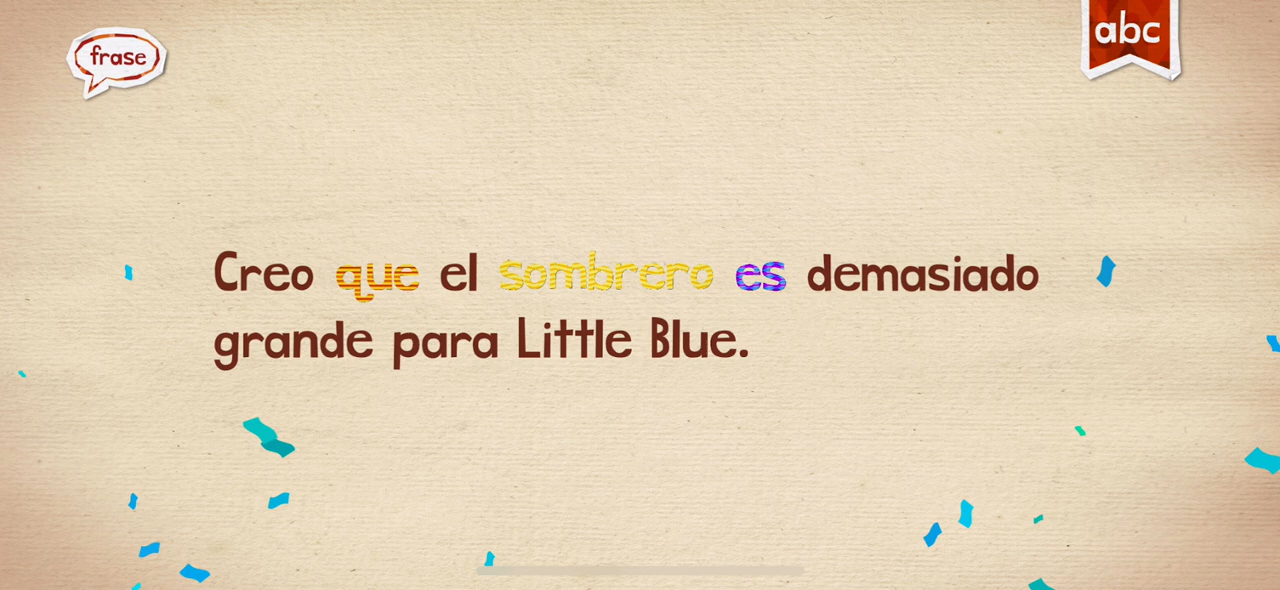 frase
abc
Creo que el sombrero es demasiado
grande para Little Blue.